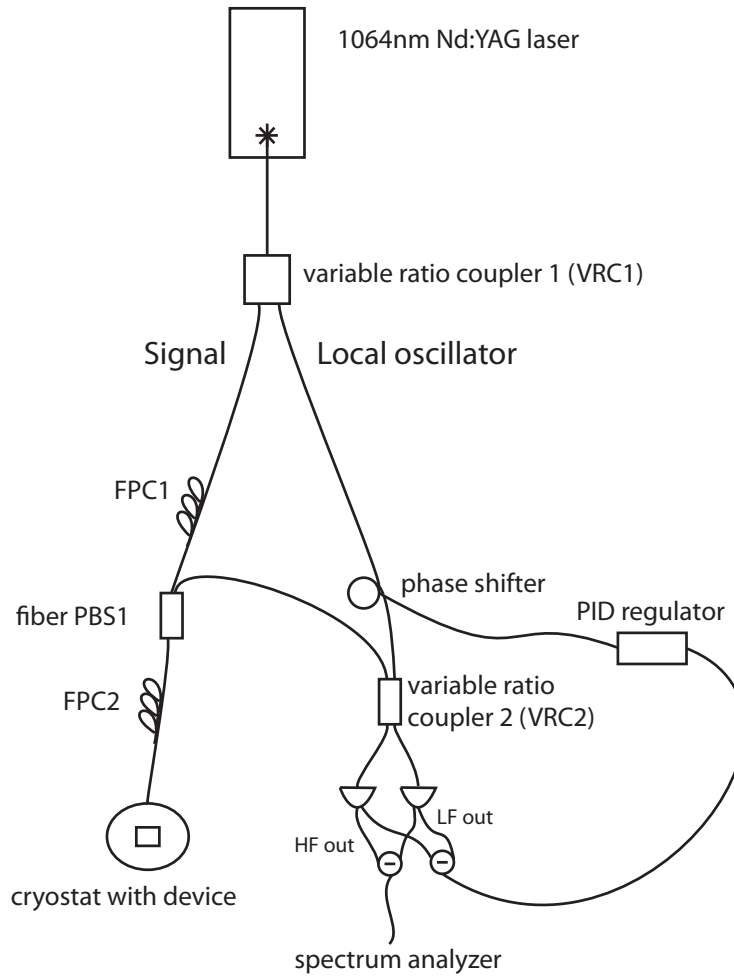 1064nm Nd:YAG laser
variable ratio coupler 1 (VRC1)
Signal
Local oscillator
FPC1
phase shifter
fiber PBS1
PID regulator
FPC2
variable ratio
coupler 2 (VRC2)
LF out
HF out
cryostat with device
spectrum analyzer